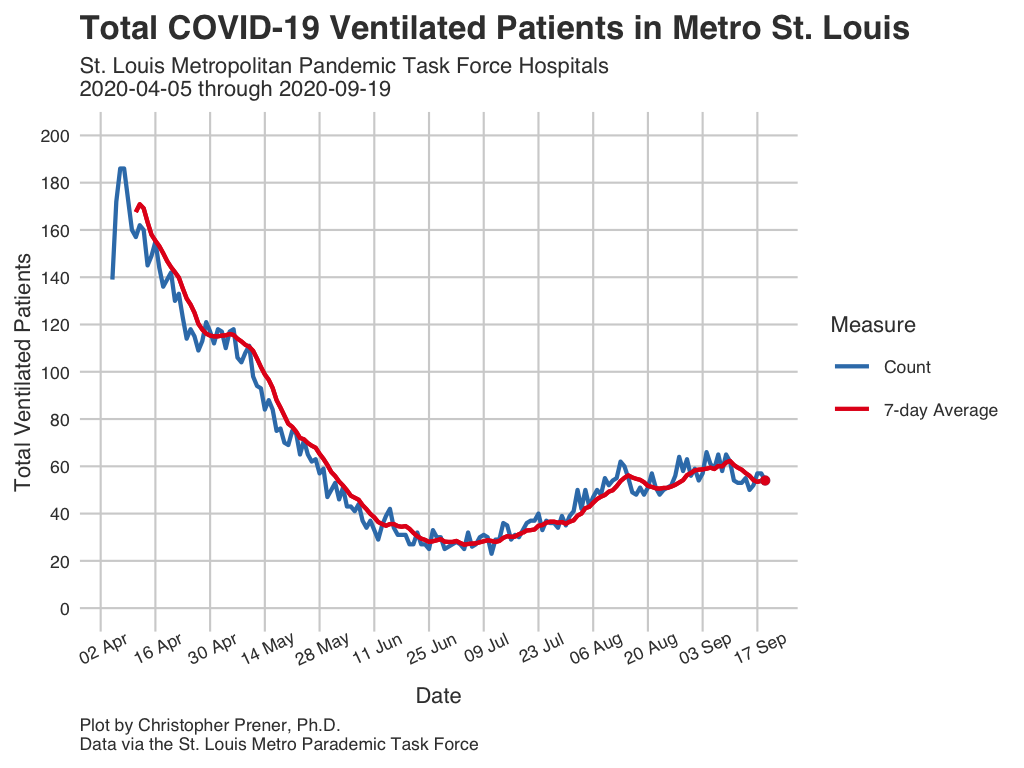 Total COVID-19 Ventilated Patients in Metro St. Louis
St. Louis Metropolitan Pandemic Task Force Hospitals
2020-04-05 through 2020-09-19
Total Ventilated Patients
200
180
160
140
120
100
80
60
40
20
0
02 Apr
16 Apr
30 Apr
14 May
28 May
11 Jun
25 Jun
09 Jul
23 Jul
06 Aug
20 Aug
03 Sep
17 Sep
Date
Measure
Count
7-day Average
Plot by Christopher Prener, Ph.D.
Data via the St. Louis Metro Parademic Task Force